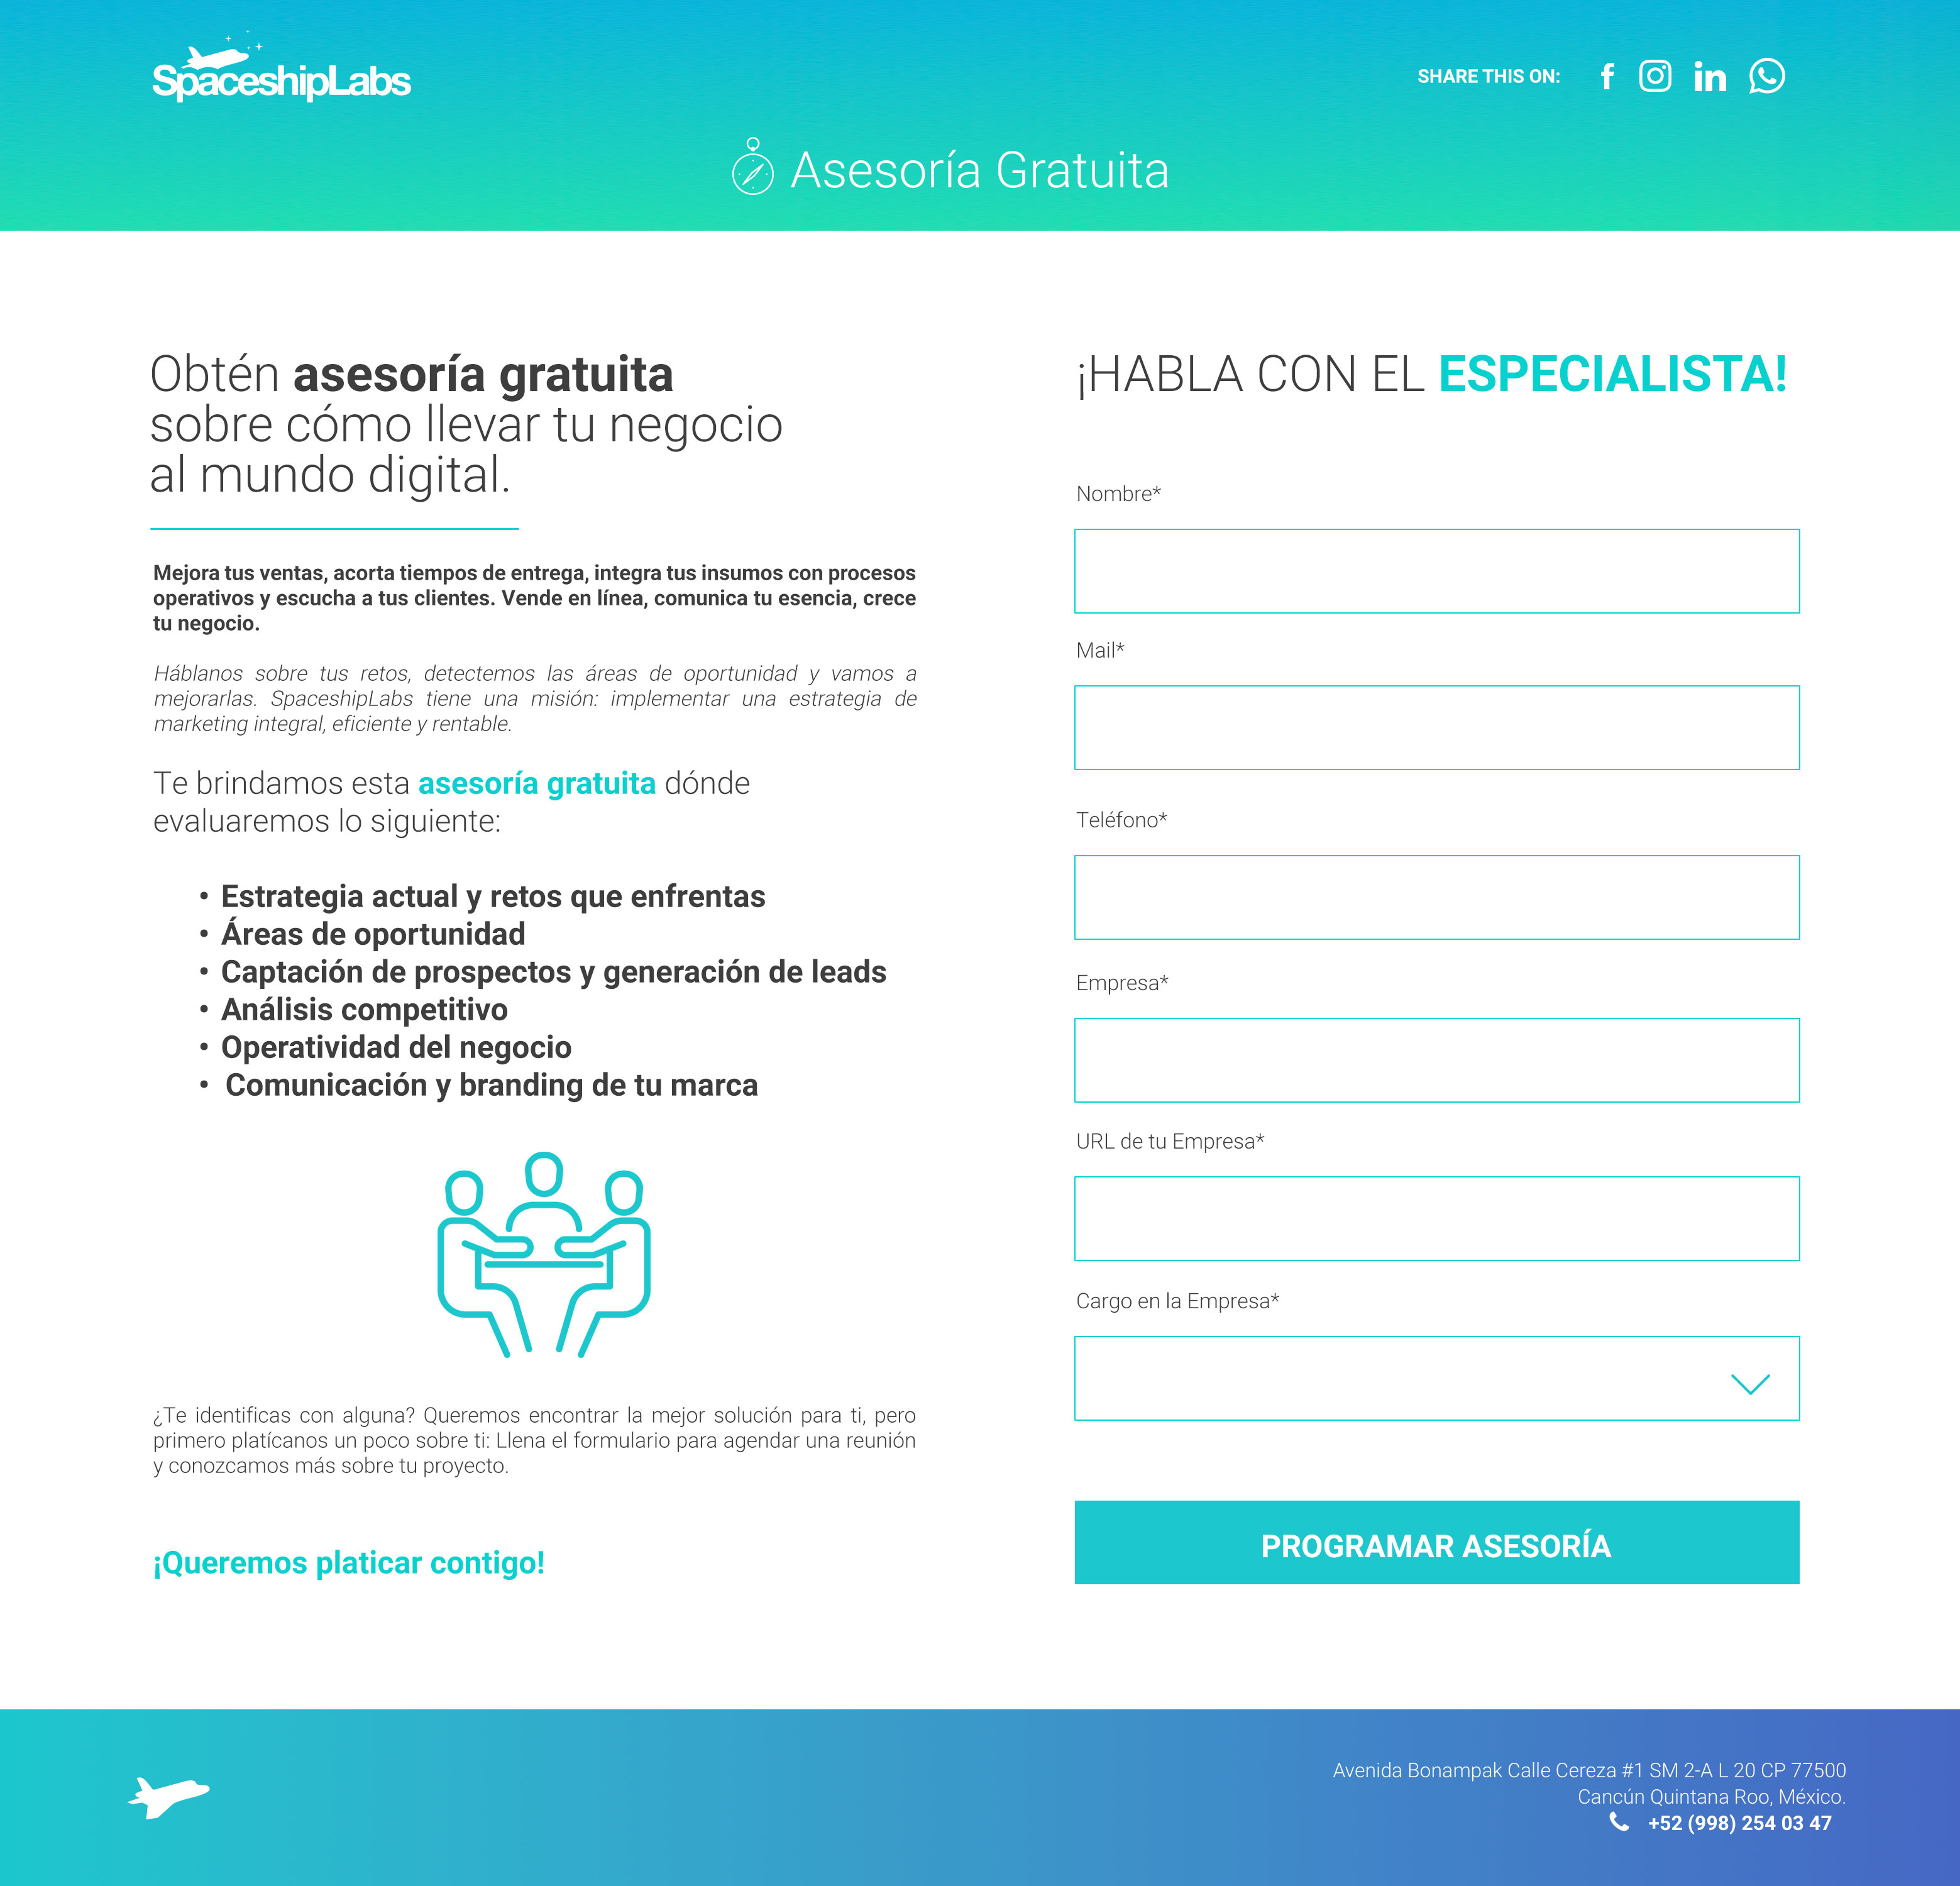 SpaceshipLabs
SHARE THIS ON:
Asesoría Gratuita
Obtén asesoría gratuita
sobre cómo llevar tu negocio
al mundo digital.
Mejora tus ventas, acorta tiempos de entrega, integra tus insumos con procesos
operativos y escucha a tus clientes. Vende en línea, comunica tu esencia, crece
tu negocio.
Háblanos sobre tus retos, detectemos las áreas de oportunidad y vamos a
mejorarlas. SpaceshipLabs tiene una misión: implementar una estrategia de
marketing integral, eficiente y rentable.
Te brindamos esta asesoría gratuita dónde
evaluaremos lo siguiente:
• Estrategia actual y retos que enfrentas
• Áreas de oportunidad
• Captación de prospectos y generación de leads
• Análisis competitivo
• Operatividad del negocio
• Comunicación y branding de tu marca
¿Te identificas con alguna? Queremos encontrar la mejor solución para ti, pero
primero platícanos un poco sobre ti: Llena el formulario para agendar una reunión
y conozcamos más sobre tu proyecto.
¡Queremos platicar contigo!
¡HABLA CON EL ESPECIALISTA!
Nombre*
Mail*
Teléfono*
Empresa*
URL de tu Empresa*
Cargo en la Empresa*
PROGRAMAR ASESORÍA
Avenida Bonampak Calle Cereza #1 SM 2-A L 20 CP 77500
Cancún Quintana Roo, México.
+52 (998) 254 03 47